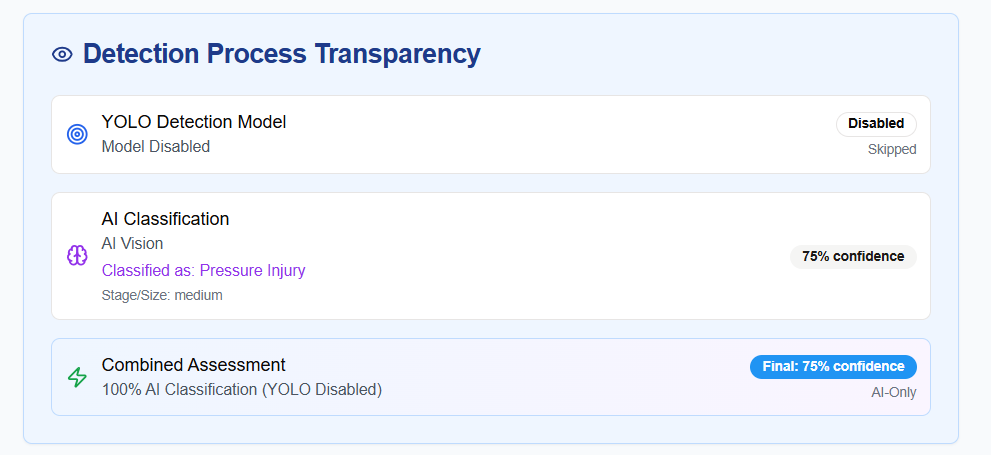 Detection Process Transparency
YOLO Detection Model
Model Disabled
Disabled
Skipped
AI Classification
AI Vision
Classified as: Pressure Injury
Stage/Size: medium
75% confidence
Combined Assessment
100% AI Classification (YOLO Disabled)
Final: 75% confidence
AI-Only